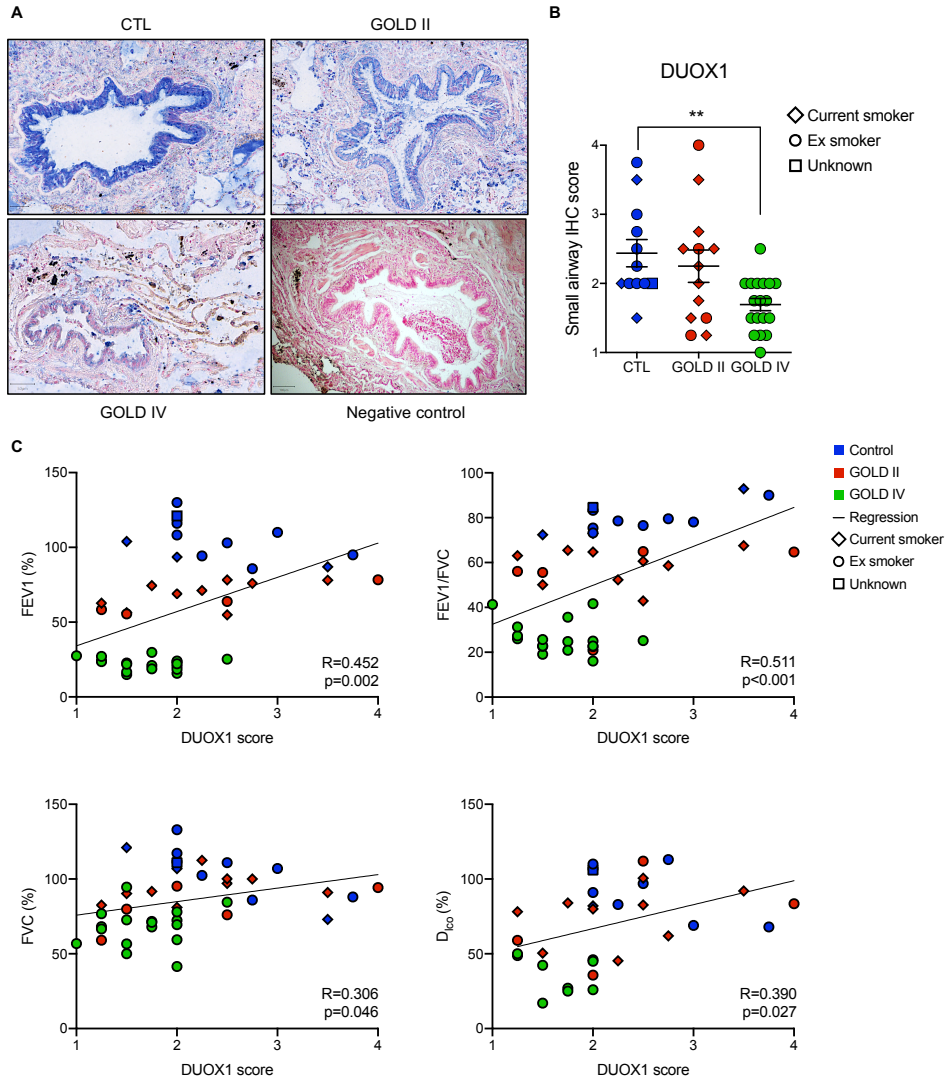 A
CTL
GOLD II
GOLD IV
Negative control
B
DUOX1
**
Small airway IHC score
4
3
2
1
CTL
GOLD II
GOLD IV
Current smoker
Ex smoker
Unknown
C
FEV1 (%)
150
100
50
0
1
2
3
4
DUOX1 score
R=0.452
p=0.002
FEV1/FVC
100
80
60
40
20
0
1
2
3
4
DUOX1 score
R=0.511
p<0.001
Control
GOLD II
GOLD IV
Regression
Current smoker
Ex smoker
Unknown
FVC (%)
150
100
50
0
1
2
3
4
DUOX1 score
R=0.306
p=0.046
Dlco (%)
150
100
50
0
1
2
3
4
DUOX1 score
R=0.390
p=0.027